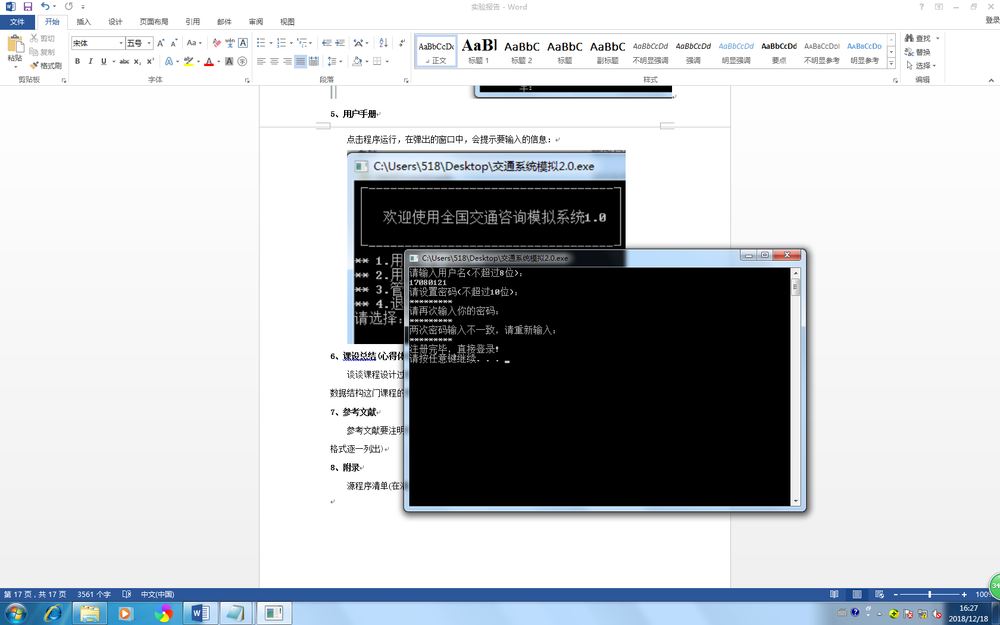 实验报告 - Word
登录
文件 开始 插入 设计 页面布局 引用 邮件 审阅 视图
粘贴 剪切
复制
格式刷
宋体 五号
AaBbCcDc AaBl AaBbC AaBbC AaBbC AaBbCcDd AaBbCcDd AaBbCcDd AaBbCcDd AaBbCcDd AaBbCcDd
正文 标题 1 标题 2 标题 副标题 不明显强调 强调 明显强调 要点 不明显参考 明显参考
查找
替换
选择
剪贴板 字体 段落 样式 编辑
5、用户手册
点击程序运行，在弹出的窗口中，会提示要输入的信息：
C:\Users\518\Desktop\交通系统模拟2.0.exe
欢迎使用全国交通咨询模拟系统1.0
** 1.用
** 2.用
** 3.管
** 4.退
请选择:
C:\Users\518\Desktop\交通系统模拟2.0.exe
请输入用户名(不超过8位):
17080121
请设置密码(不超过10位):
*********
请再次输入你的密码:
*********
两次密码输入不一致, 请重新输入:
*********
注册完毕, 直接登录!
请按任意键继续. . .
6、课设总结(心得体
谈谈课程设计过
数据结构这门课程的
7、参考文献
参考文献要注明
格式逐一列出)
8、附录
源程序清单(在
第 17 页，共 17 页 3561 个字 中文(中国) 100%
34
16:27
2018/12/18